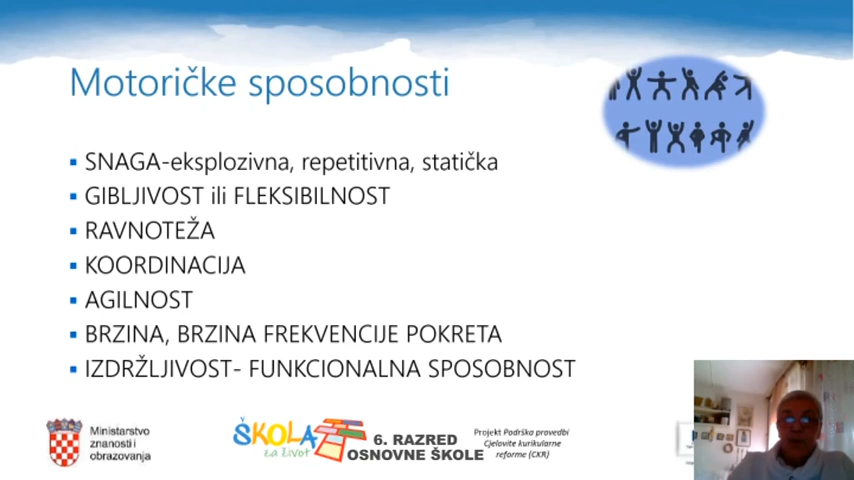 Motoričke sposobnosti
SNAGA-eksplozivna, repetitivna, statička
GIBLJIVOST ili FLEKSIBILNOST
RAVNOTEŽA
KOORDINACIJA
AGILNOST
BRZINA, BRZINA FREKVENCIJE POKRETA
IZDRŽLJIVOST- FUNKCIONALNA SPOSOBNOST
Ministarstvo
znanosti i
obrazovanja
ŠKOLA
za život
6. RAZRED
OSNOVNE ŠKOLE
Projekt Podrška provedbi
Cjelovite kurikularne
reforme (CKR)